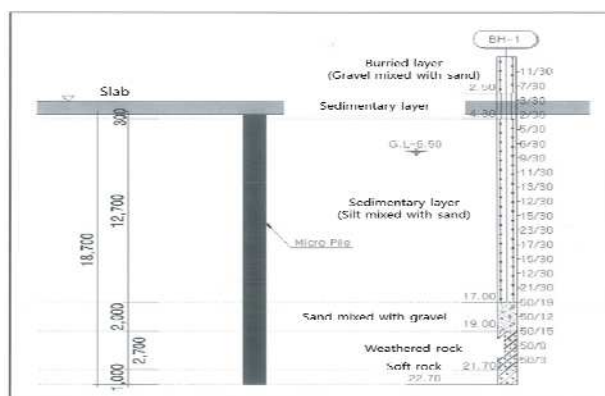 BH-1
Burried layer
(Gravel mixed with sand)
2.50
11/30
7/30
Slab
Sedimentary layer
3/30
4.30
2/30
300
5/30
G.L-6.50
6/30
9/30
11/30
13/30
Sedimentary layer
(Silt mixed with sand)
12/30
15/30
23/30
12,700
18,700
Micro Pile
17/30
15/30
12/30
21/30
17.00
50/19
Sand mixed with gravel
50/12
2,000
19.00
50/15
Weathered rock
50/9
2,700
50/3
Soft rock
21.70
1,000
22.70